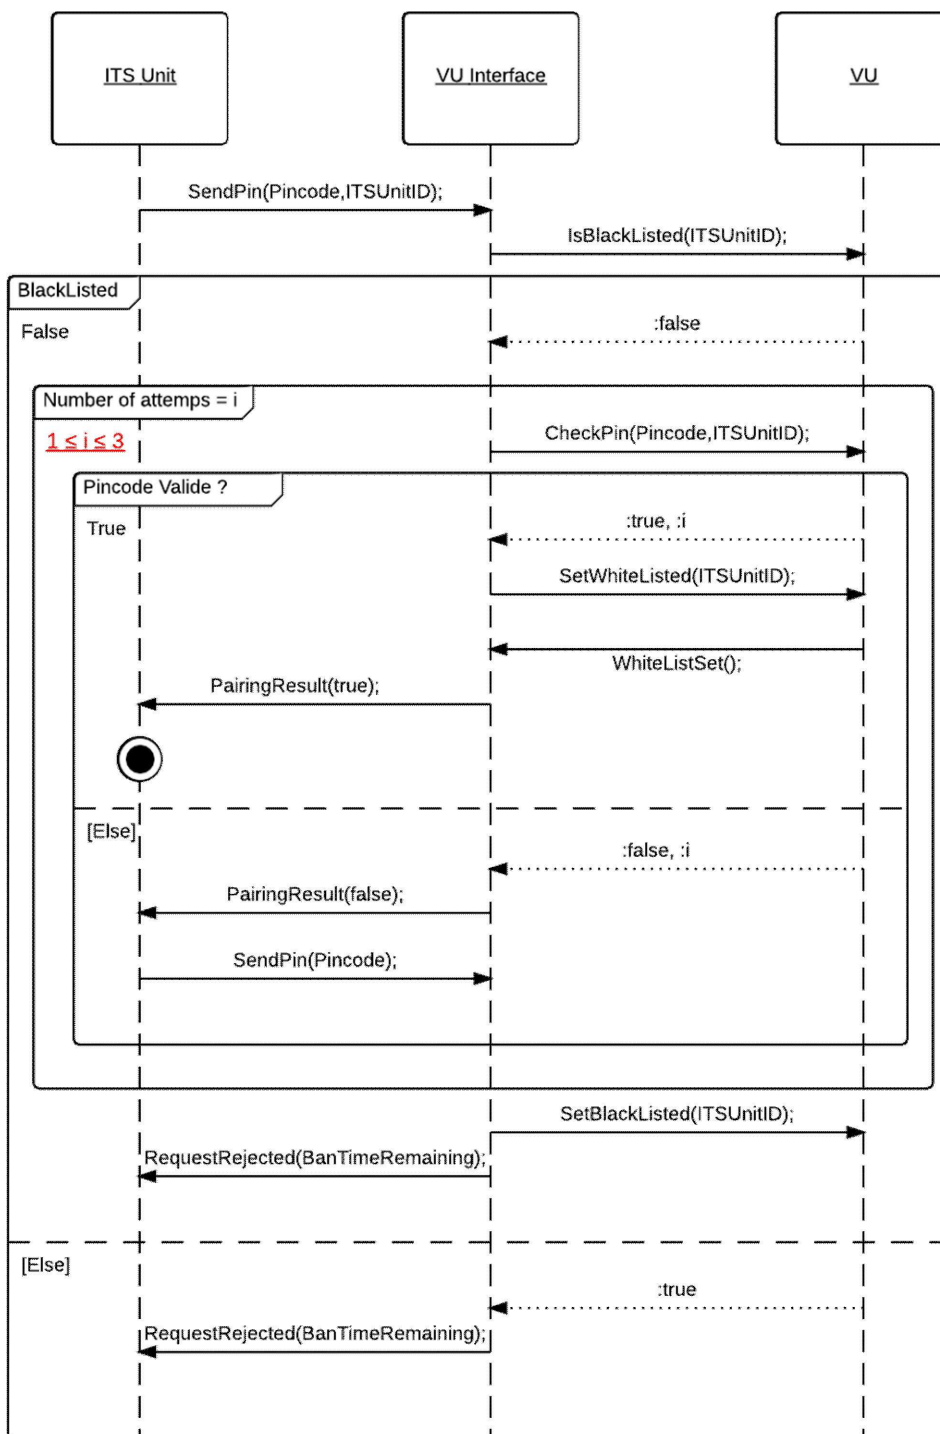 ITS Unit
VU Interface
VU
SendPin(Pincode,ITSUnitID);
IsBlackListed(ITSUnitID);
BlackListed
False
:false
Number of attemps = i
1 ≤ i ≤ 3
CheckPin(Pincode,ITSUnitID);
Pincode Valide ?
True
:true, :i
SetWhiteListed(ITSUnitID);
WhiteListSet();
PairingResult(true);
[Else]
:false, :i
PairingResult(false);
SendPin(Pincode);
SetBlackListed(ITSUnitID);
RequestRejected(BanTimeRemaining);
[Else]
:true
RequestRejected(BanTimeRemaining);